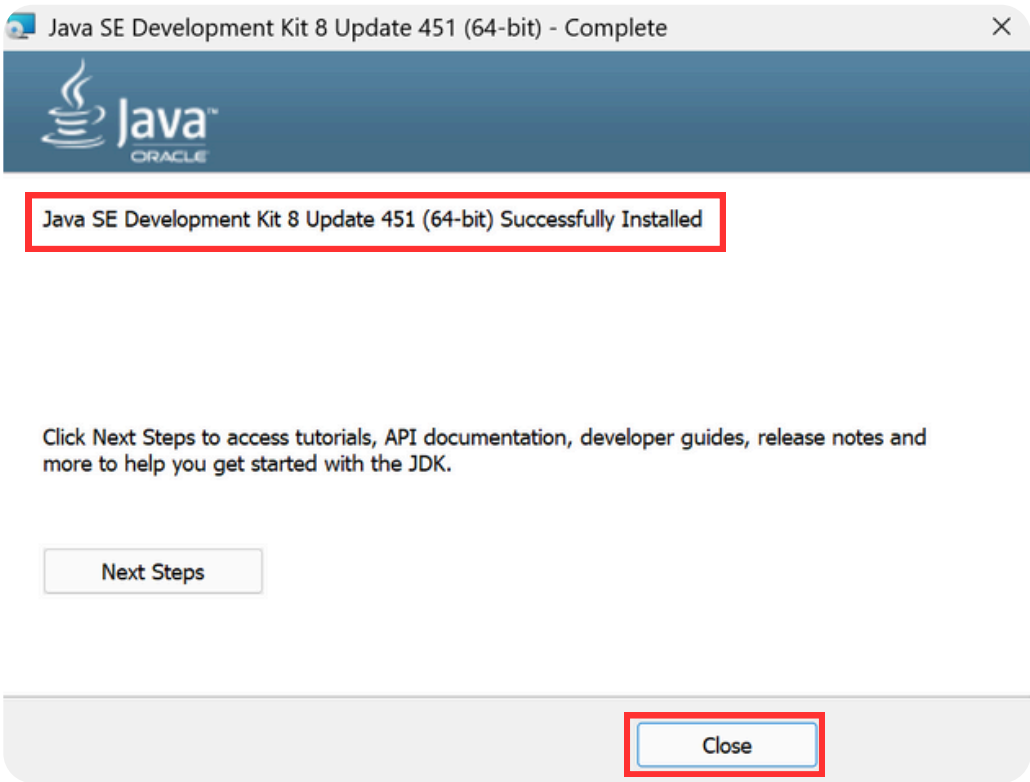 Java SE Development Kit 8 Update 451 (64-bit) - Complete
Java™
ORACLE
Java SE Development Kit 8 Update 451 (64-bit) Successfully Installed
Click Next Steps to access tutorials, API documentation, developer guides, release notes and
more to help you get started with the JDK.
Next Steps
Close